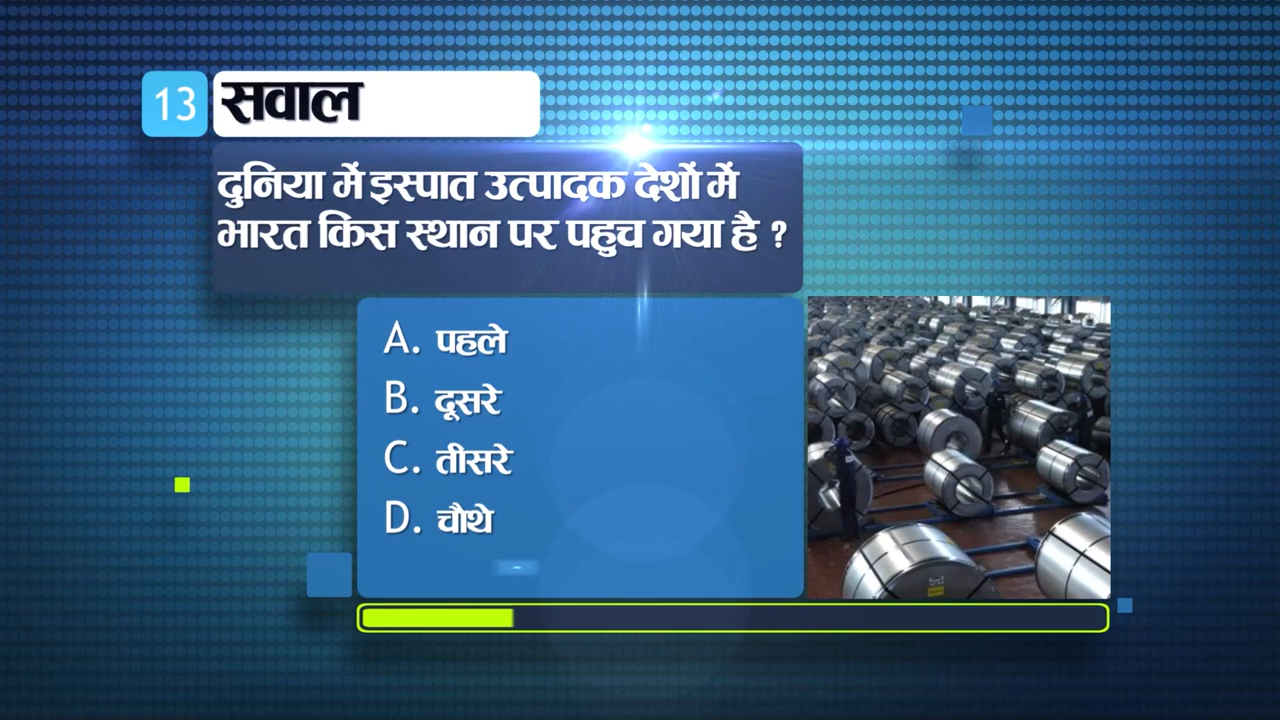 13 सवाल
दुनिया में इस्पात उत्पादक देशों में
भारत किस स्थान पर पहुच गया है ?
A. पहले
B. दूसरे
C. तीसरे
D. चौथे